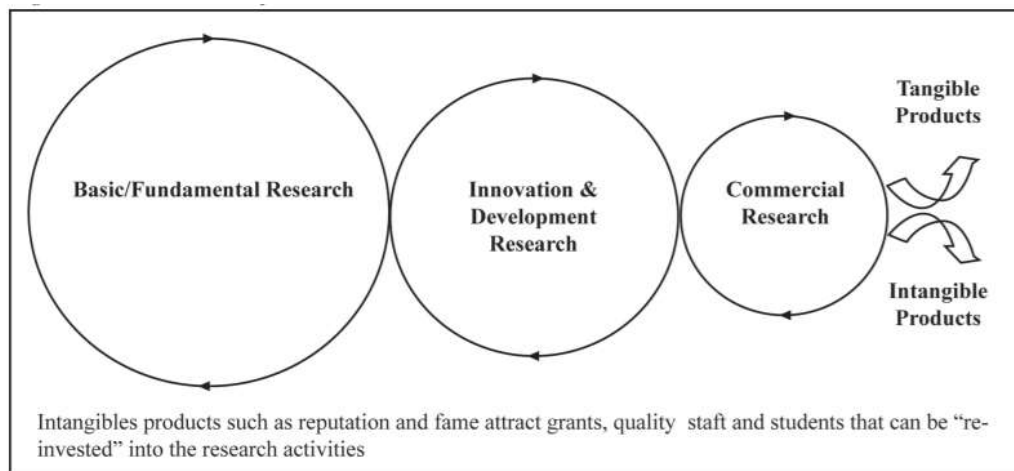 Basic/Fundamental Research
Innovation &
Development
Research
Commercial
Research
Tangible
Products
Intangible
Products
Intangibles products such as reputation and fame attract grants, quality staff and students that can be “re-
invested” into the research activities